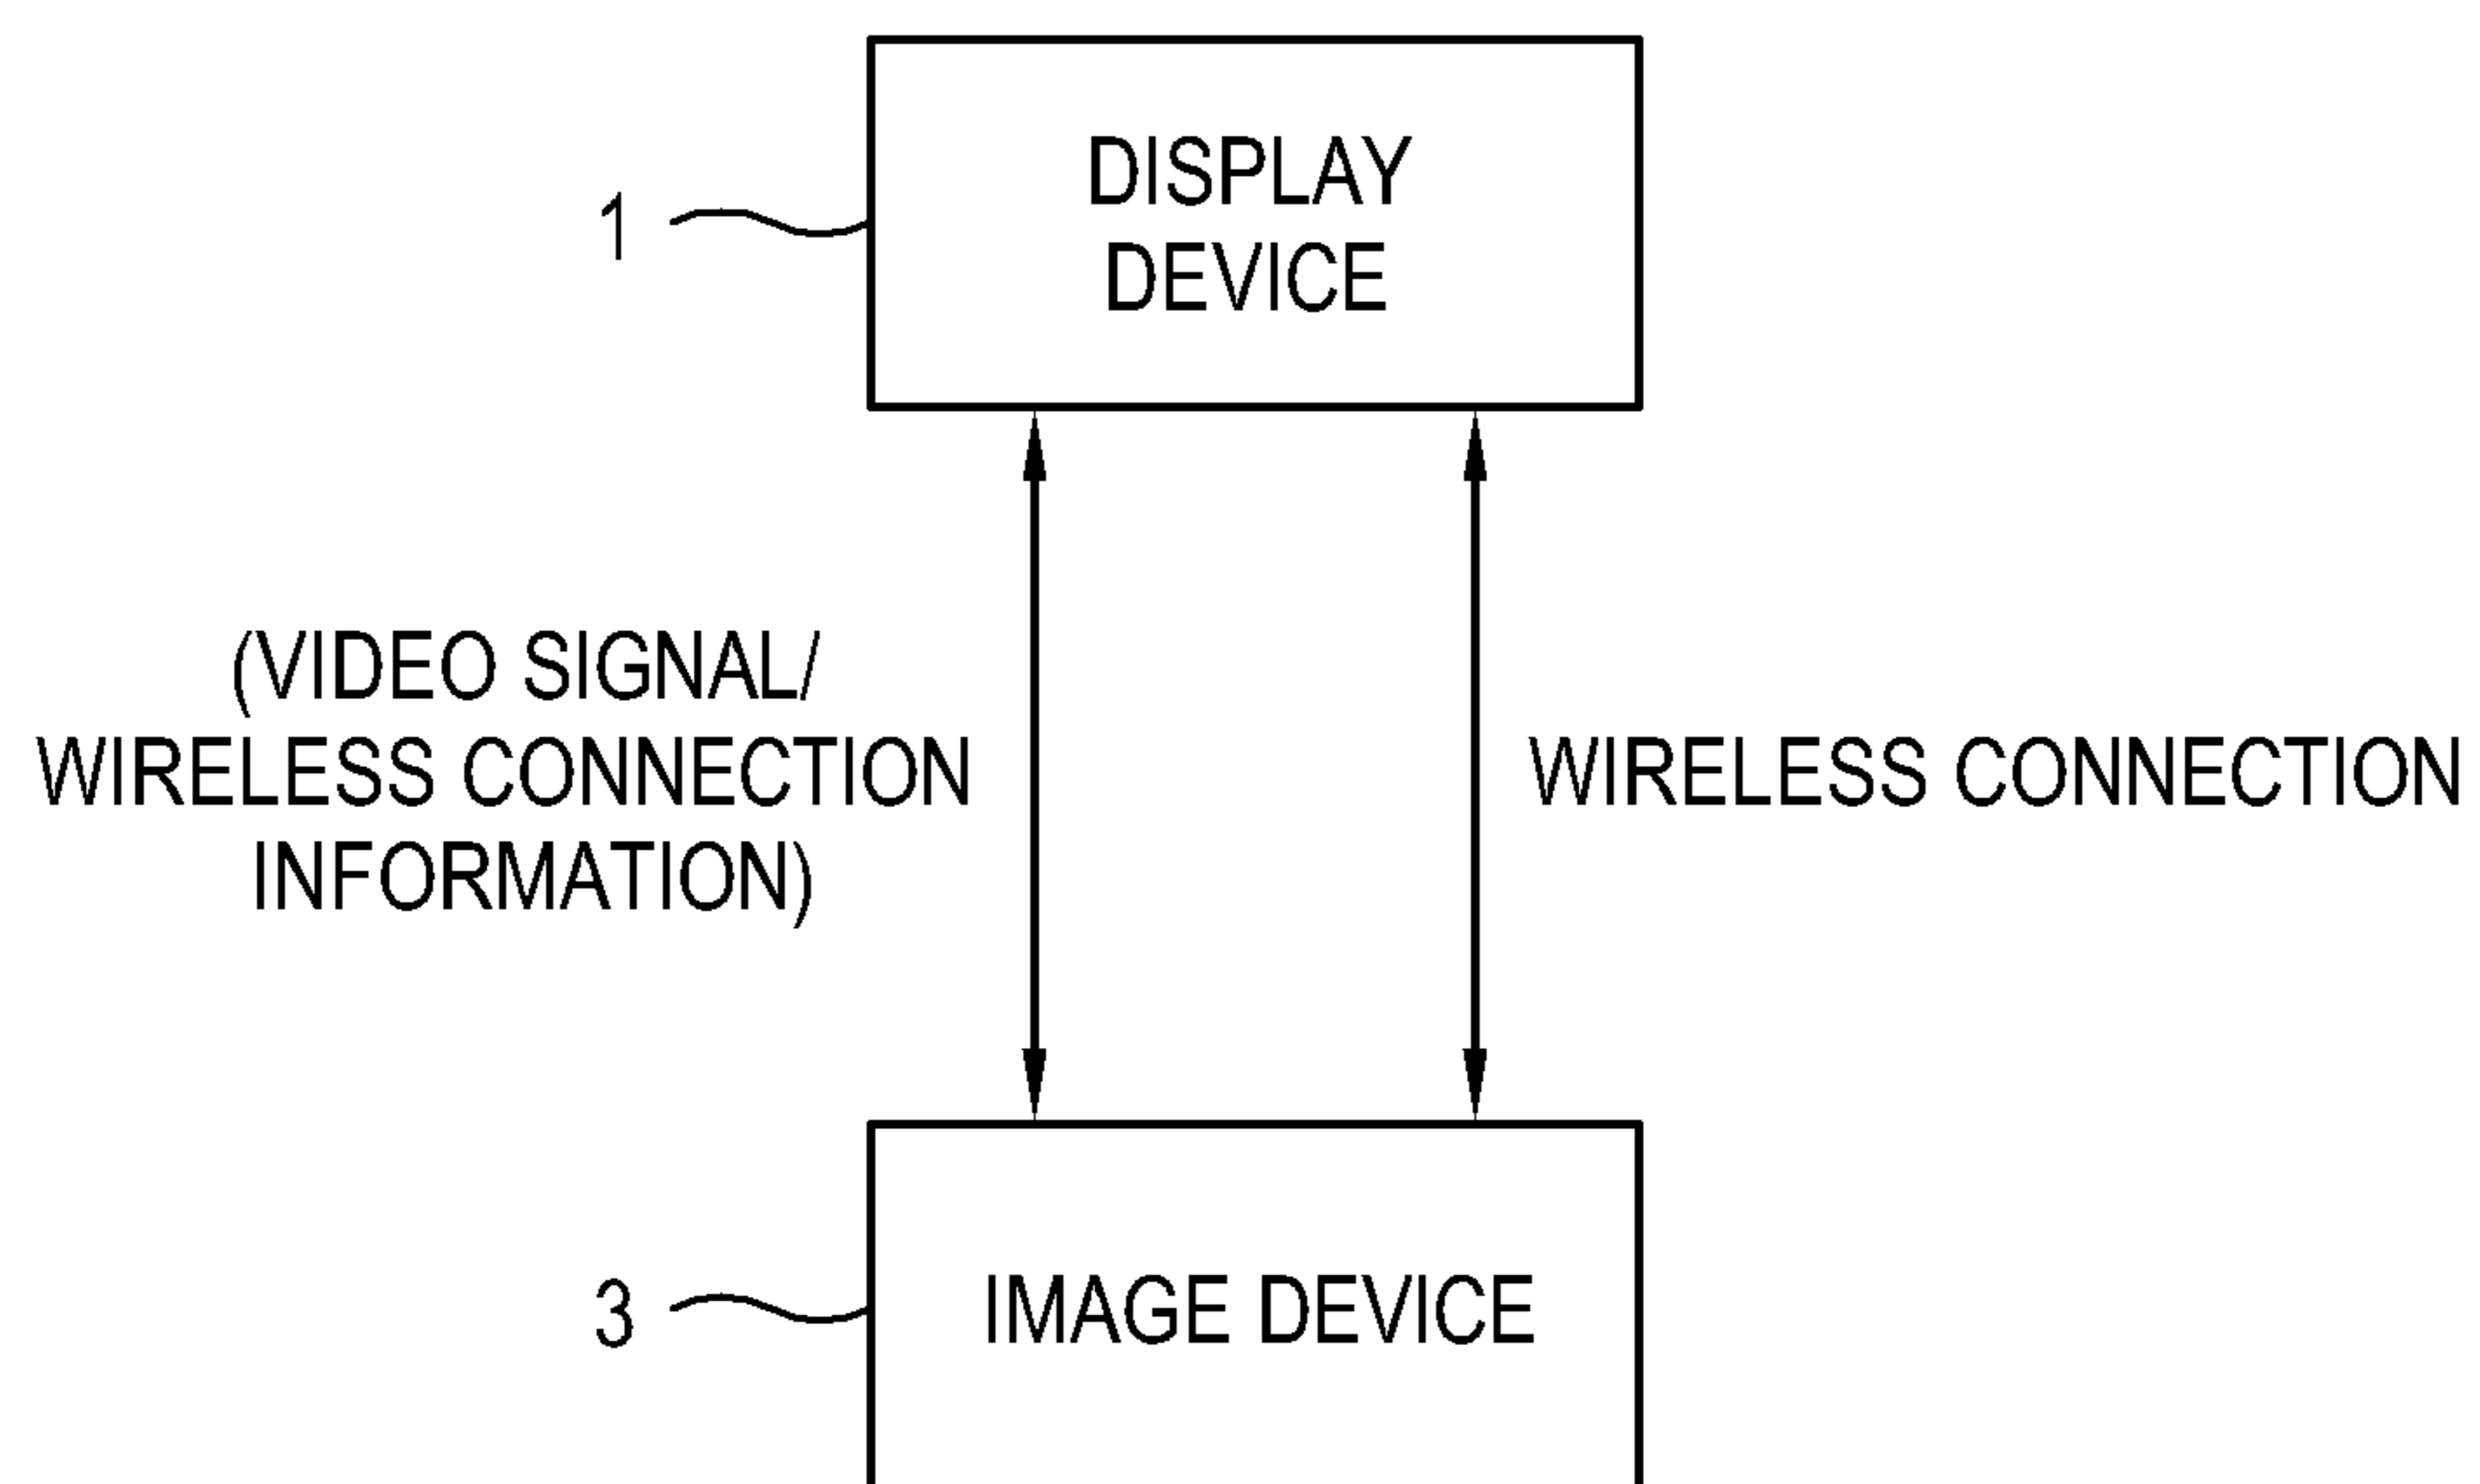 DISPLAY
DEVICE
1
(VIDEO SIGNAL/
WIRELESS CONNECTION
INFORMATION)
WIRELESS CONNECTION
3
IMAGE DEVICE